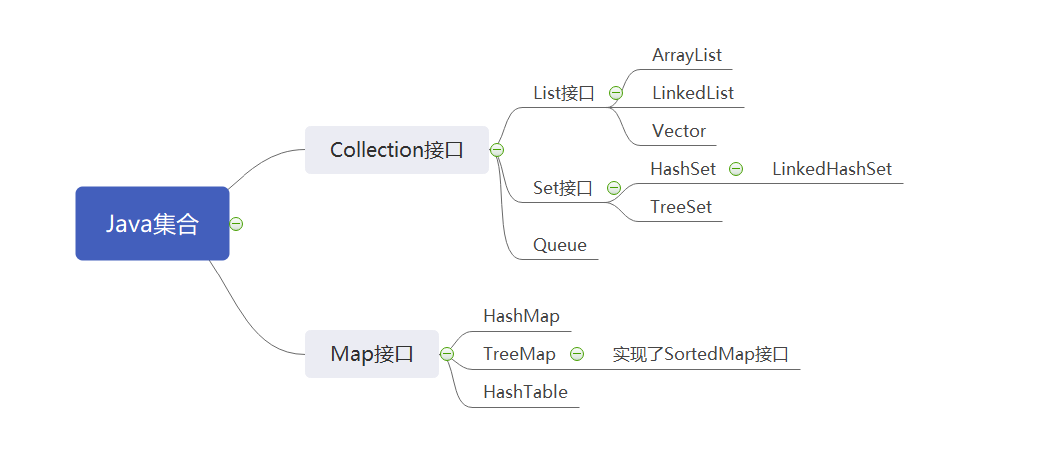 Java集合
Collection接口
List接口
ArrayList
LinkedList
Vector
Set接口
HashSet
LinkedHashSet
TreeSet
Queue
Map接口
HashMap
TreeMap
实现了SortedMap接口
HashTable